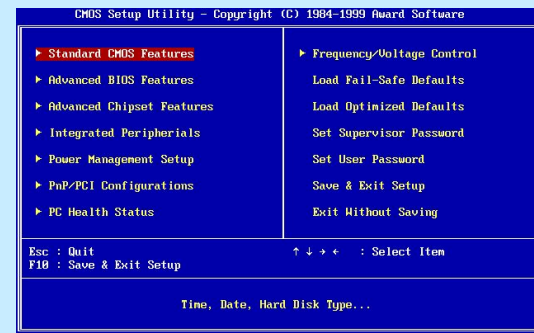 CMOS Setup Utility - Copyright (C) 1984-1999 Award Software
▶ Standard CMOS Features
▶ Advanced BIOS Features
▶ Advanced Chipset Features
▶ Integrated Peripherials
▶ Power Management Setup
▶ PnP/PCI Configurations
▶ PC Health Status
▶ Frequency/Voltage Control
Load Fail-Safe Defaults
Load Optimized Defaults
Set Supervisor Password
Set User Password
Save & Exit Setup
Exit Without Saving
Esc : Quit
F10 : Save & Exit Setup
↑ ↓ → ← : Select Item
Time, Date, Hard Disk Type...